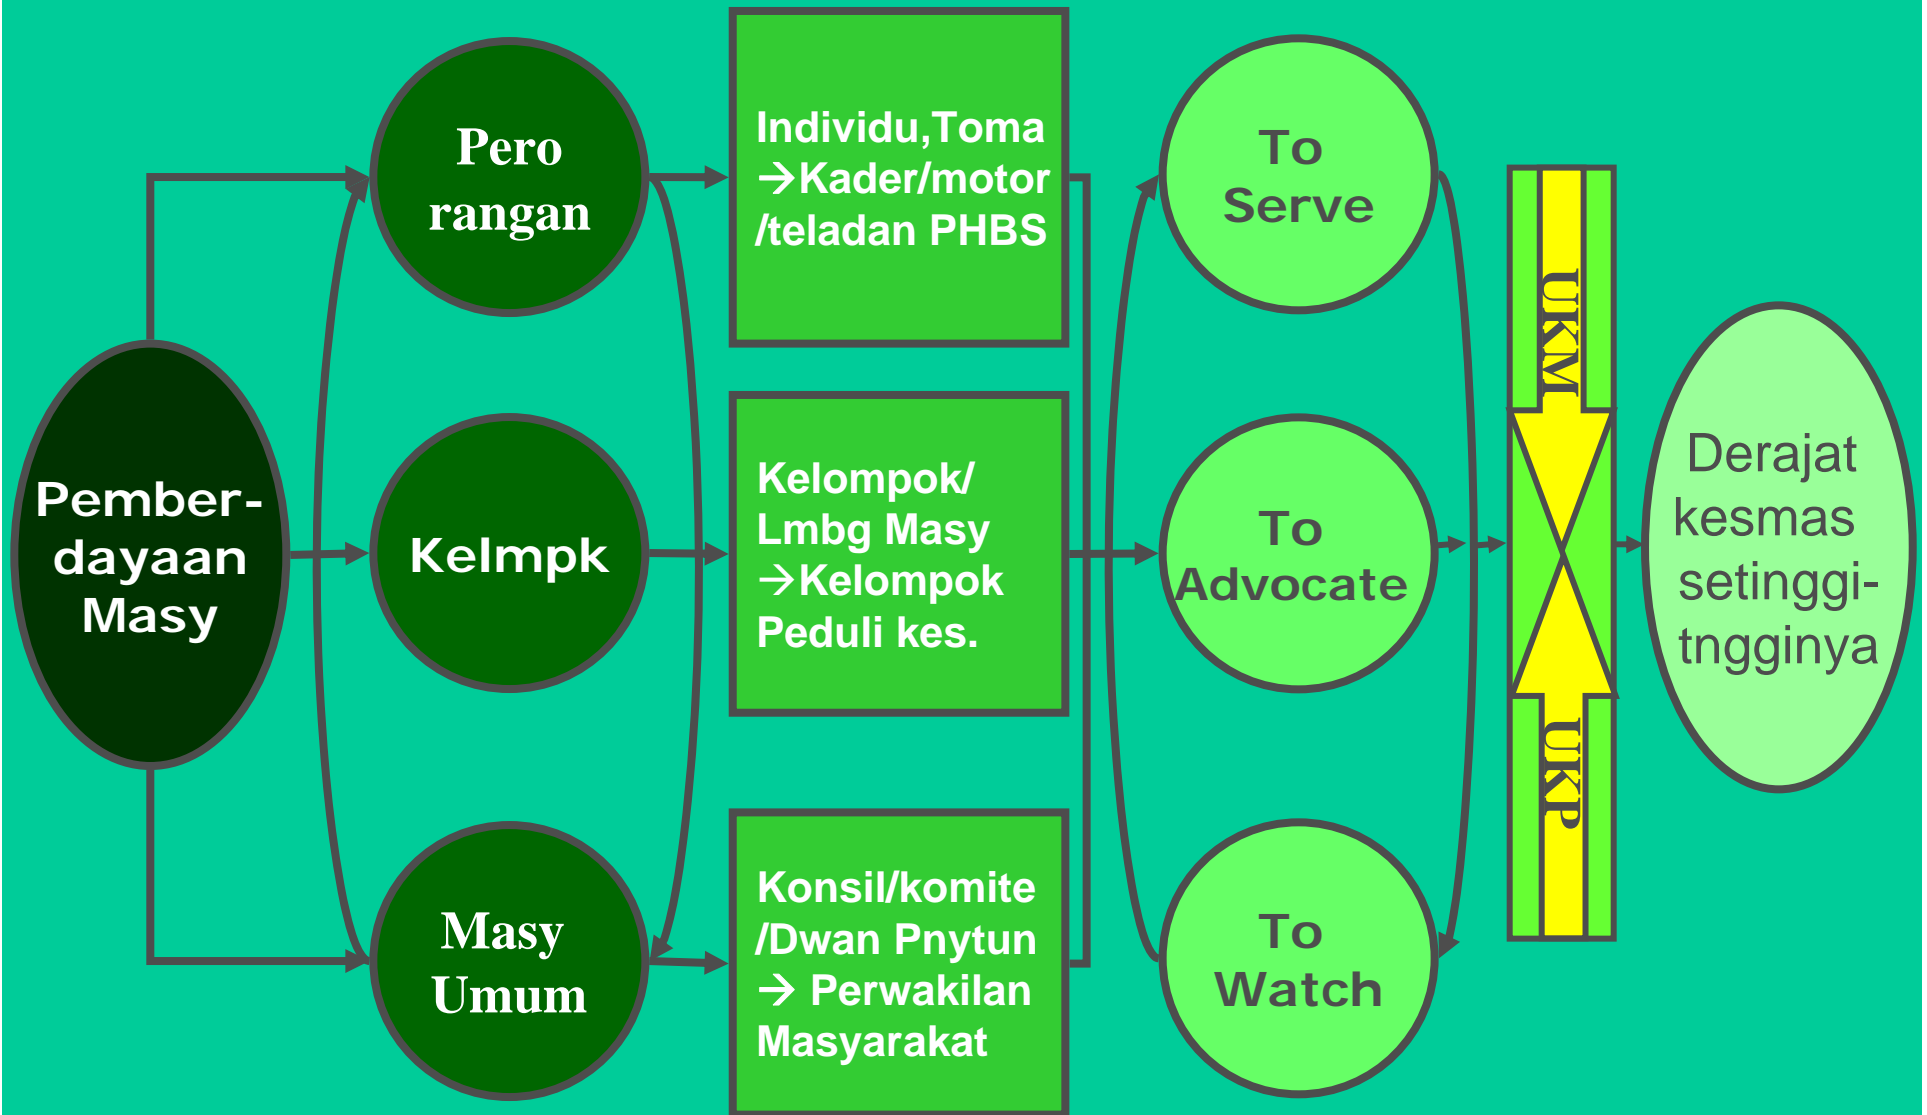 Pember-
dayaan
Masy
Pero
rangan
Kelmpk
Masy
Umum
Individu,Toma
→Kader/motor
/teladan PHBS
Kelompok/
Lmbg Masy
→Kelompok
Peduli kes.
Konsil/komite
/Dwan Pnytun
→ Perwakilan
Masyarakat
To
Serve
To
Advocate
To
Watch
UKM
UKP
Derajat
kesmas
setinggi-
tngginya